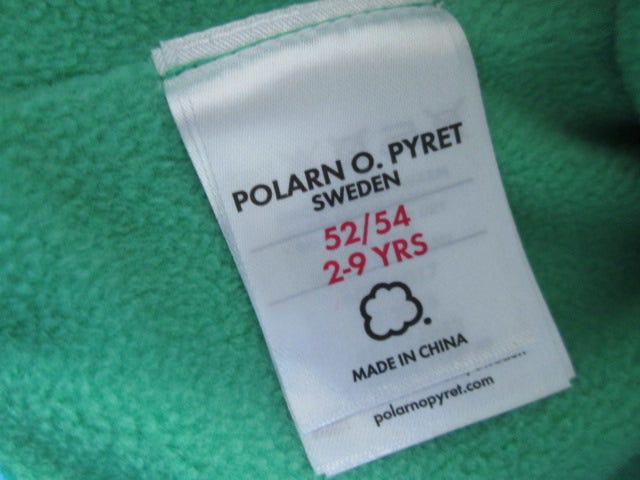 POLARN O. PYRET
SWEDEN
52/54
2-9 YRS
MADE IN CHINA
polarnopyret.com